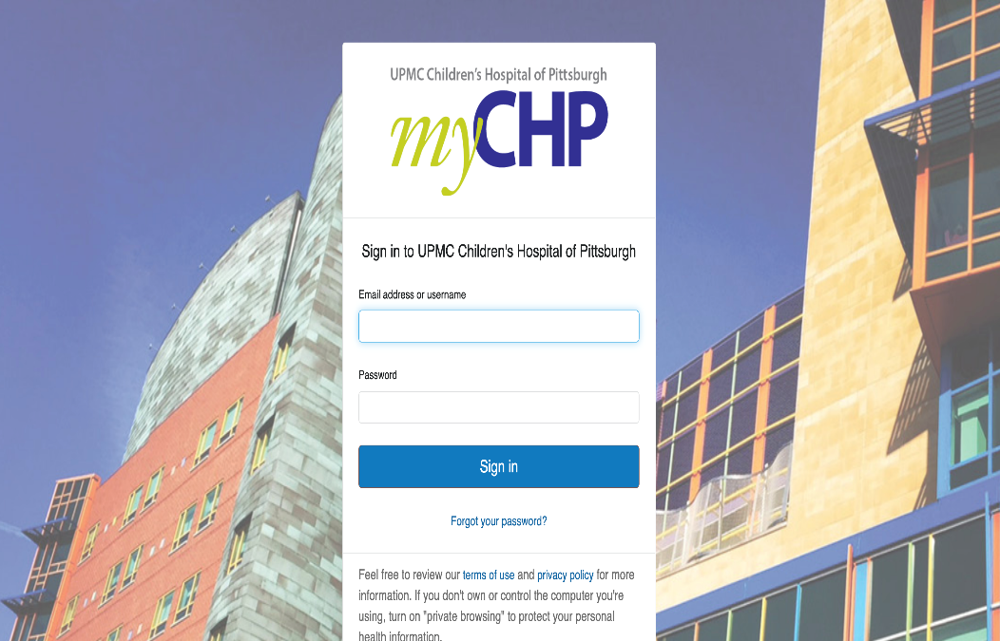 UPMC Children's Hospital of Pittsburgh
myCHP
Sign in to UPMC Children's Hospital of Pittsburgh
Email address or username
Password
Sign in
Forgot your password?
Feel free to review our terms of use and privacy policy for more
information. If you don't own or control the computer you're
using, turn on "private browsing" to protect your personal
health information.